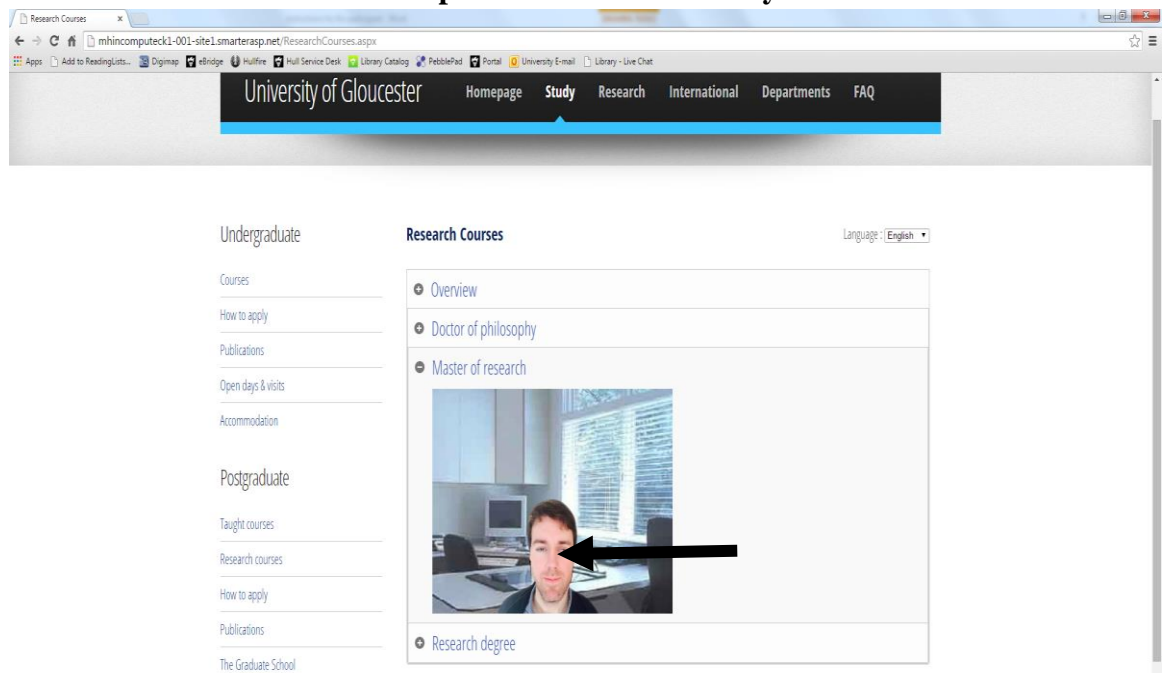 Research Courses
mhincomputeck1-001-site1.smarterasp.net/ResearchCourses.aspx
Apps Add to ReadingLists... Digimap eBridge Hullfire Hull Service Desk Library Catalog PebblePad Portal University E-mail Library - Live Chat
University of Gloucester Homepage Study Research International Departments FAQ
Undergraduate
Courses
How to apply
Publications
Open days & visits
Accommodation
Postgraduate
Taught courses
Research courses
How to apply
Publications
The Graduate School
Research Courses
Language : English
Overview
Doctor of philosophy
Master of research
Research degree